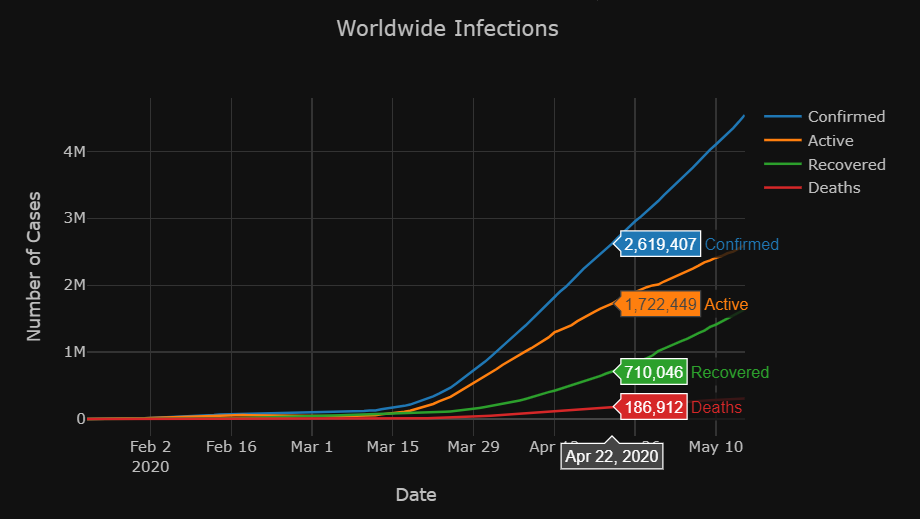 Worldwide Infections
Confirmed
Active
Recovered
Deaths
Number of Cases
4M
3M
2M
1M
0
2,619,407 Confirmed
1,722,449 Active
710,046 Recovered
186,912 Deaths
Feb 2
2020
Feb 16
Mar 1
Mar 15
Mar 29
May 10
Apr 22, 2020
Date